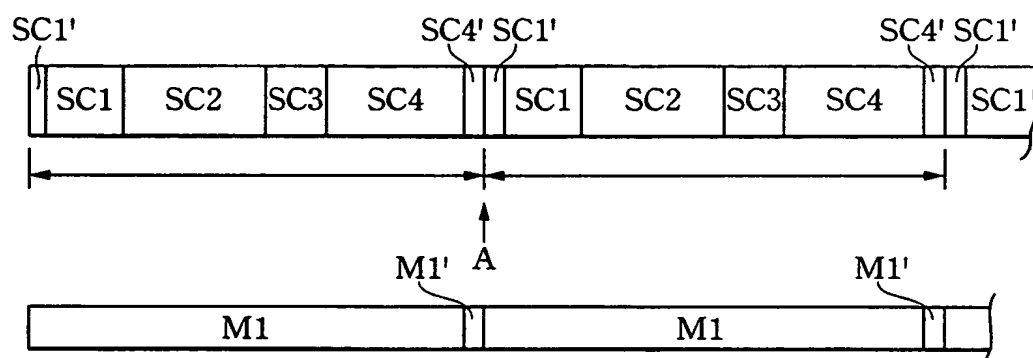 SC1' SC4' SC1' SC4' SC1'
SC1 SC2 SC3 SC4 SC1 SC2 SC3 SC4 SC1'
A
M1' M1'
M1 M1